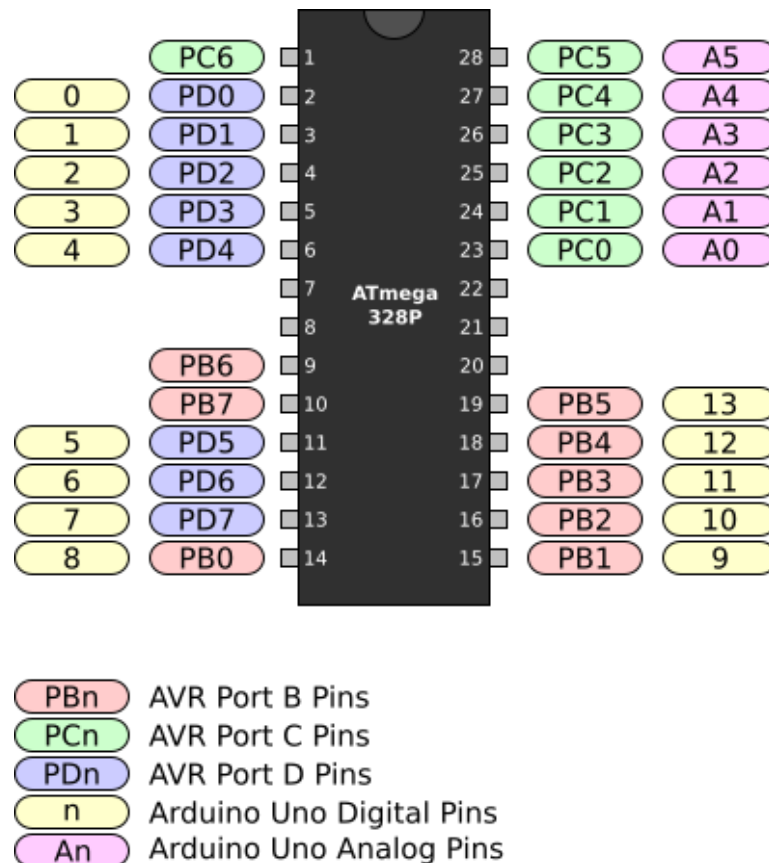 PC6 1 28 PC5 A5
0 PD0 2 27 PC4 A4
1 PD1 3 26 PC3 A3
2 PD2 4 25 PC2 A2
3 PD3 5 24 PC1 A1
4 PD4 6 23 PC0 A0
7 22
ATmega
328P
8 21
PB6 9 20
PB7 10 19 PB5 13
5 PD5 11 18 PB4 12
6 PD6 12 17 PB3 11
7 PD7 13 16 PB2 10
8 PB0 14 15 PB1 9
PBn AVR Port B Pins
PCn AVR Port C Pins
PDn AVR Port D Pins
n Arduino Uno Digital Pins
An Arduino Uno Analog Pins